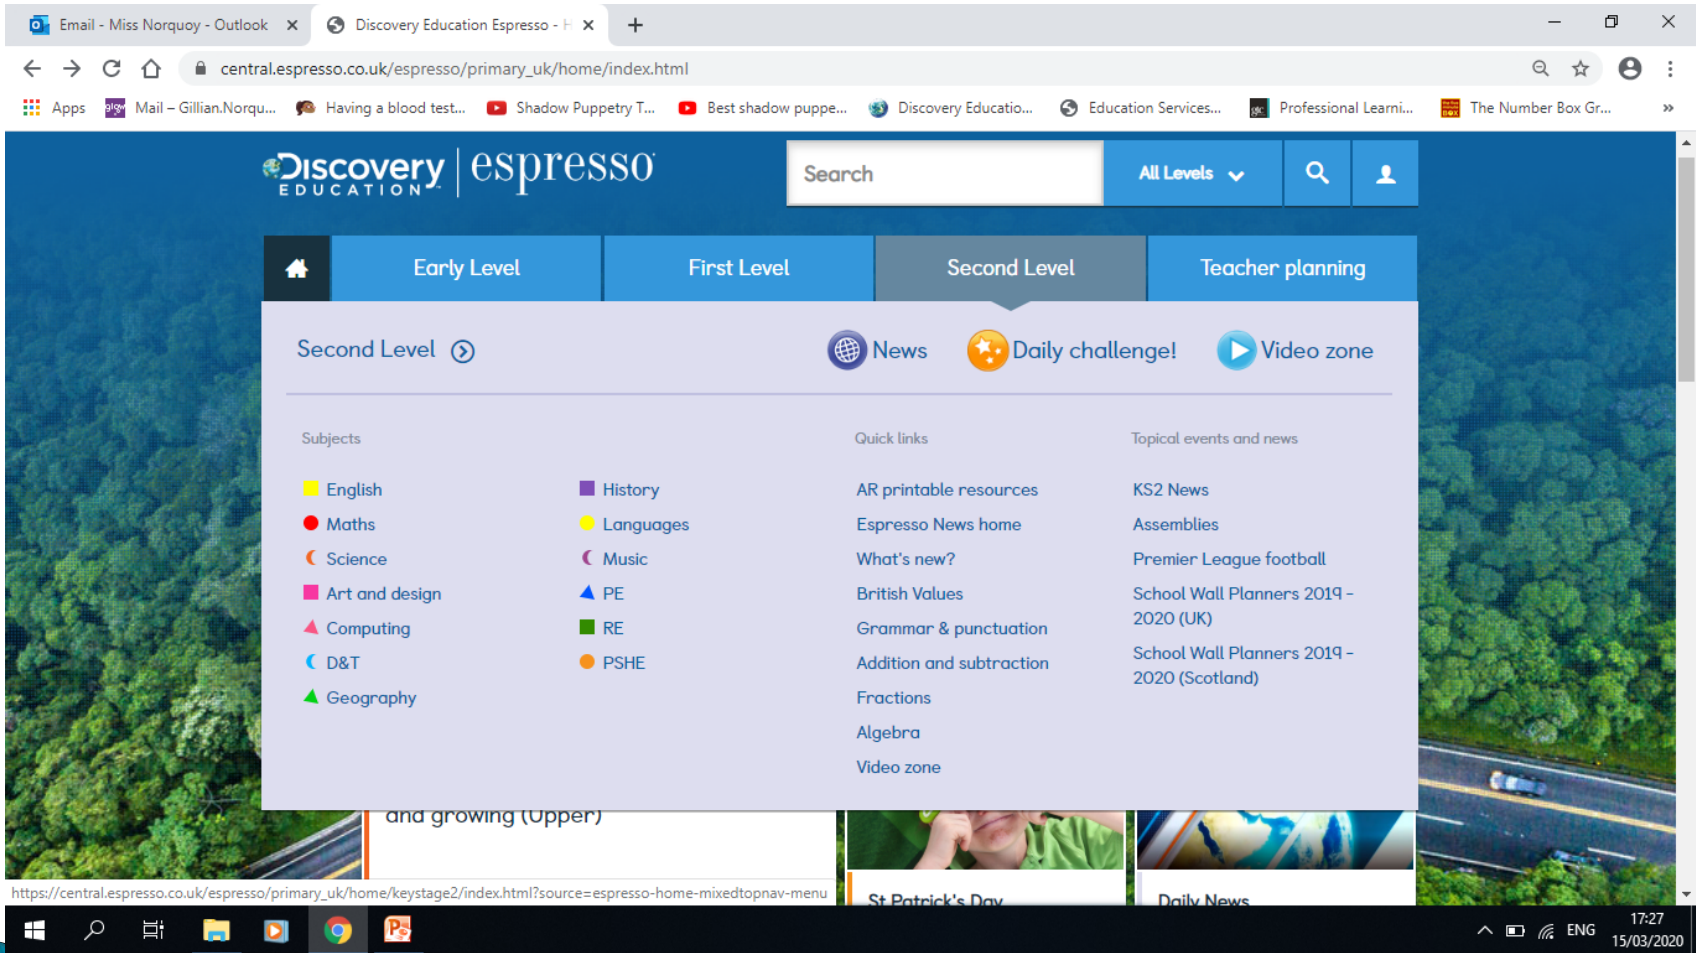 Email - Miss Norquoy - Outlook
Discovery Education Espresso - H
central.espresso.co.uk/espresso/primary_uk/home/index.html
Apps
glow Mail – Gillian.Norqu...
Having a blood test...
Shadow Puppetry T...
Best shadow puppe...
Discovery Educatio...
Education Services...
gtc Professional Learni...
The Number Box Gr...
Discovery
EDUCATION
espresso
Search
All Levels
Early Level
First Level
Second Level
Teacher planning
Second Level
News
Daily challenge!
Video zone
Subjects
English
Maths
Science
Art and design
Computing
D&T
Geography
History
Languages
Music
PE
RE
PSHE
Quick links
AR printable resources
Espresso News home
What's new?
British Values
Grammar & punctuation
Addition and subtraction
Fractions
Algebra
Video zone
Topical events and news
KS2 News
Assemblies
Premier League football
School Wall Planners 2019 -
2020 (UK)
School Wall Planners 2019 -
2020 (Scotland)
and growing (Upper)
St Patrick's Day
Daily News
https://central.espresso.co.uk/espresso/primary_uk/home/keystage2/index.html?source=espresso-home-mixedtopnav-menu
ENG
17:27
15/03/2020